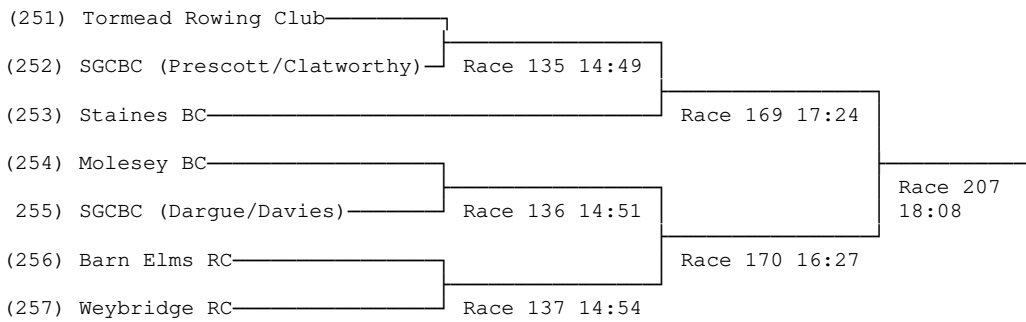 (251) Tormead Rowing Club
(252) SGCBC (Prescott/Clatworthy) Race 135 14:49
(253) Staines BC Race 169 17:24
(254) Molesey BC
Race 207
255) SGCBC (Dargue/Davies) Race 136 14:51 18:08
(256) Barn Elms RC Race 170 16:27
(257) Weybridge RC Race 137 14:54